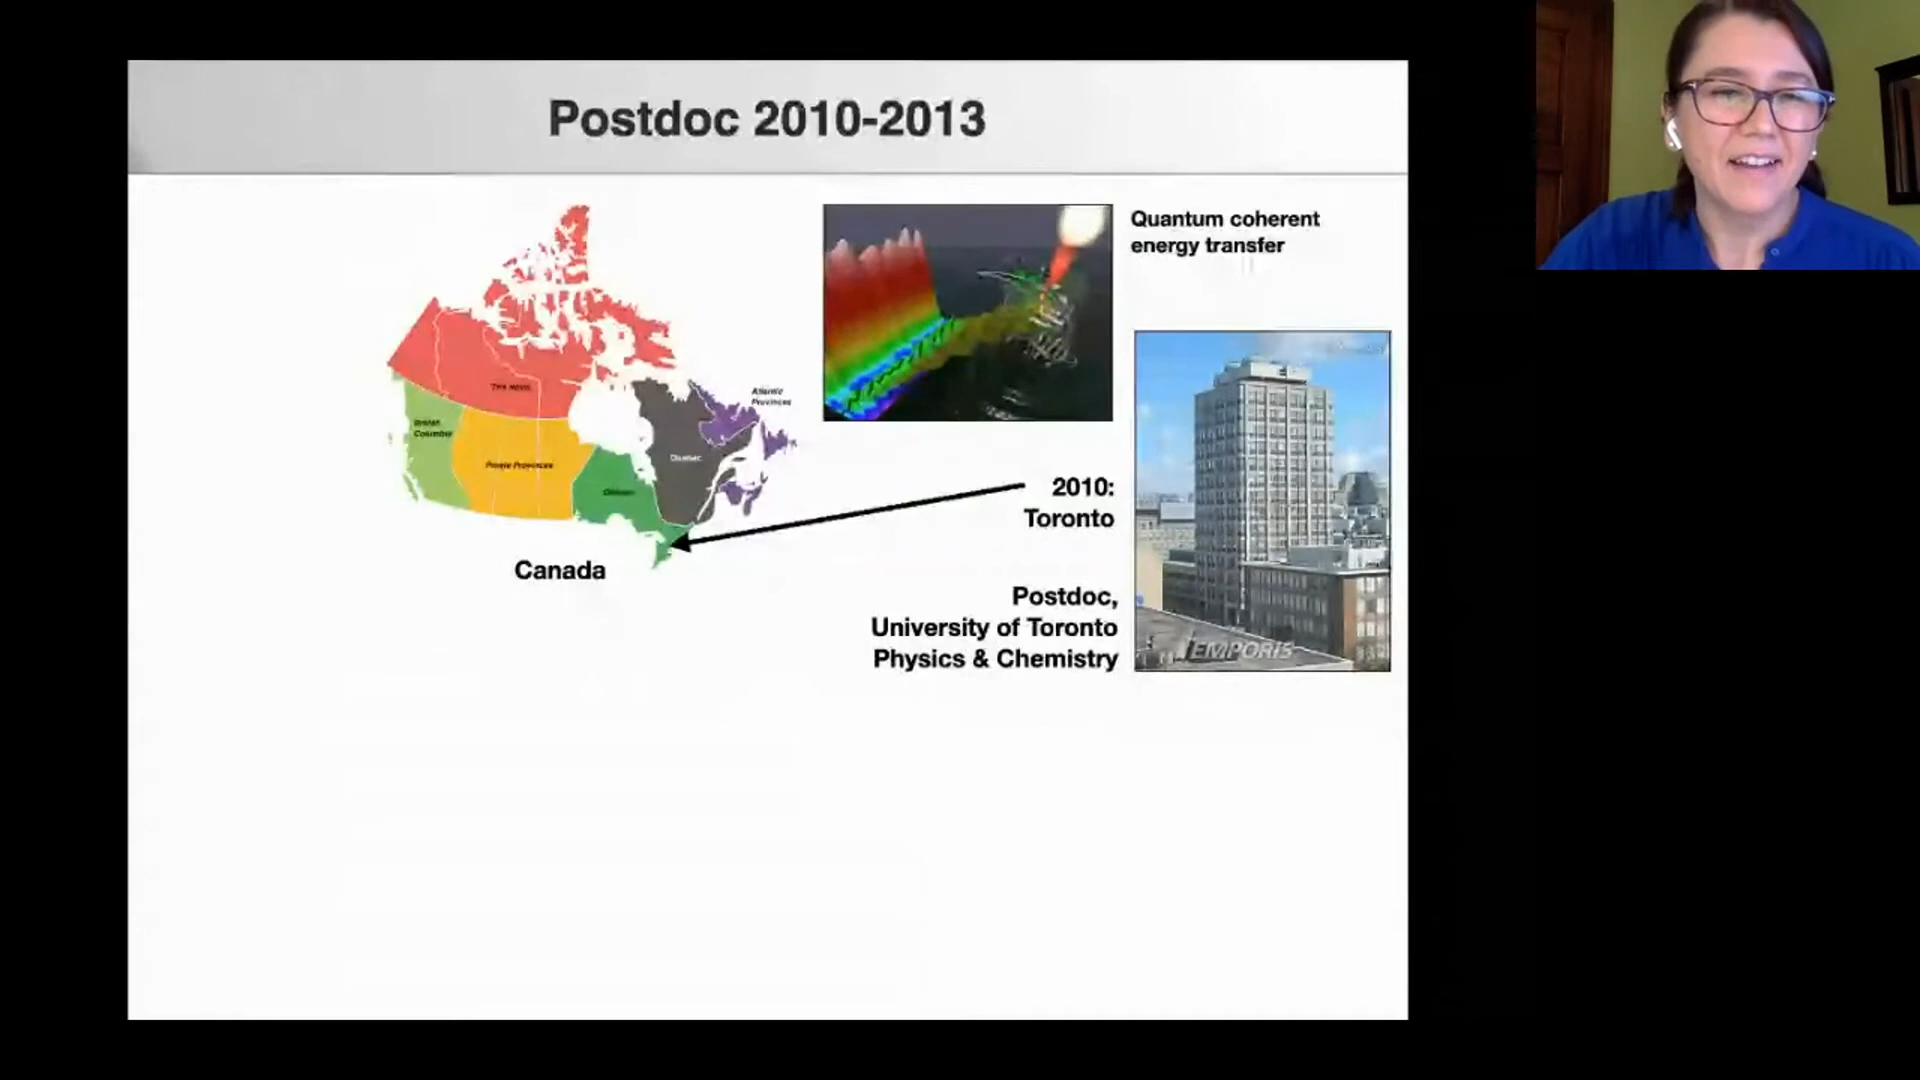 Postdoc 2010-2013
Quantum coherent
energy transfer
Atlantic
Provinces
British
Columbia
Prairie Provinces
Quebec
Ontario
2010:
Toronto
Canada
Postdoc,
University of Toronto
Physics & Chemistry
EMPORIS